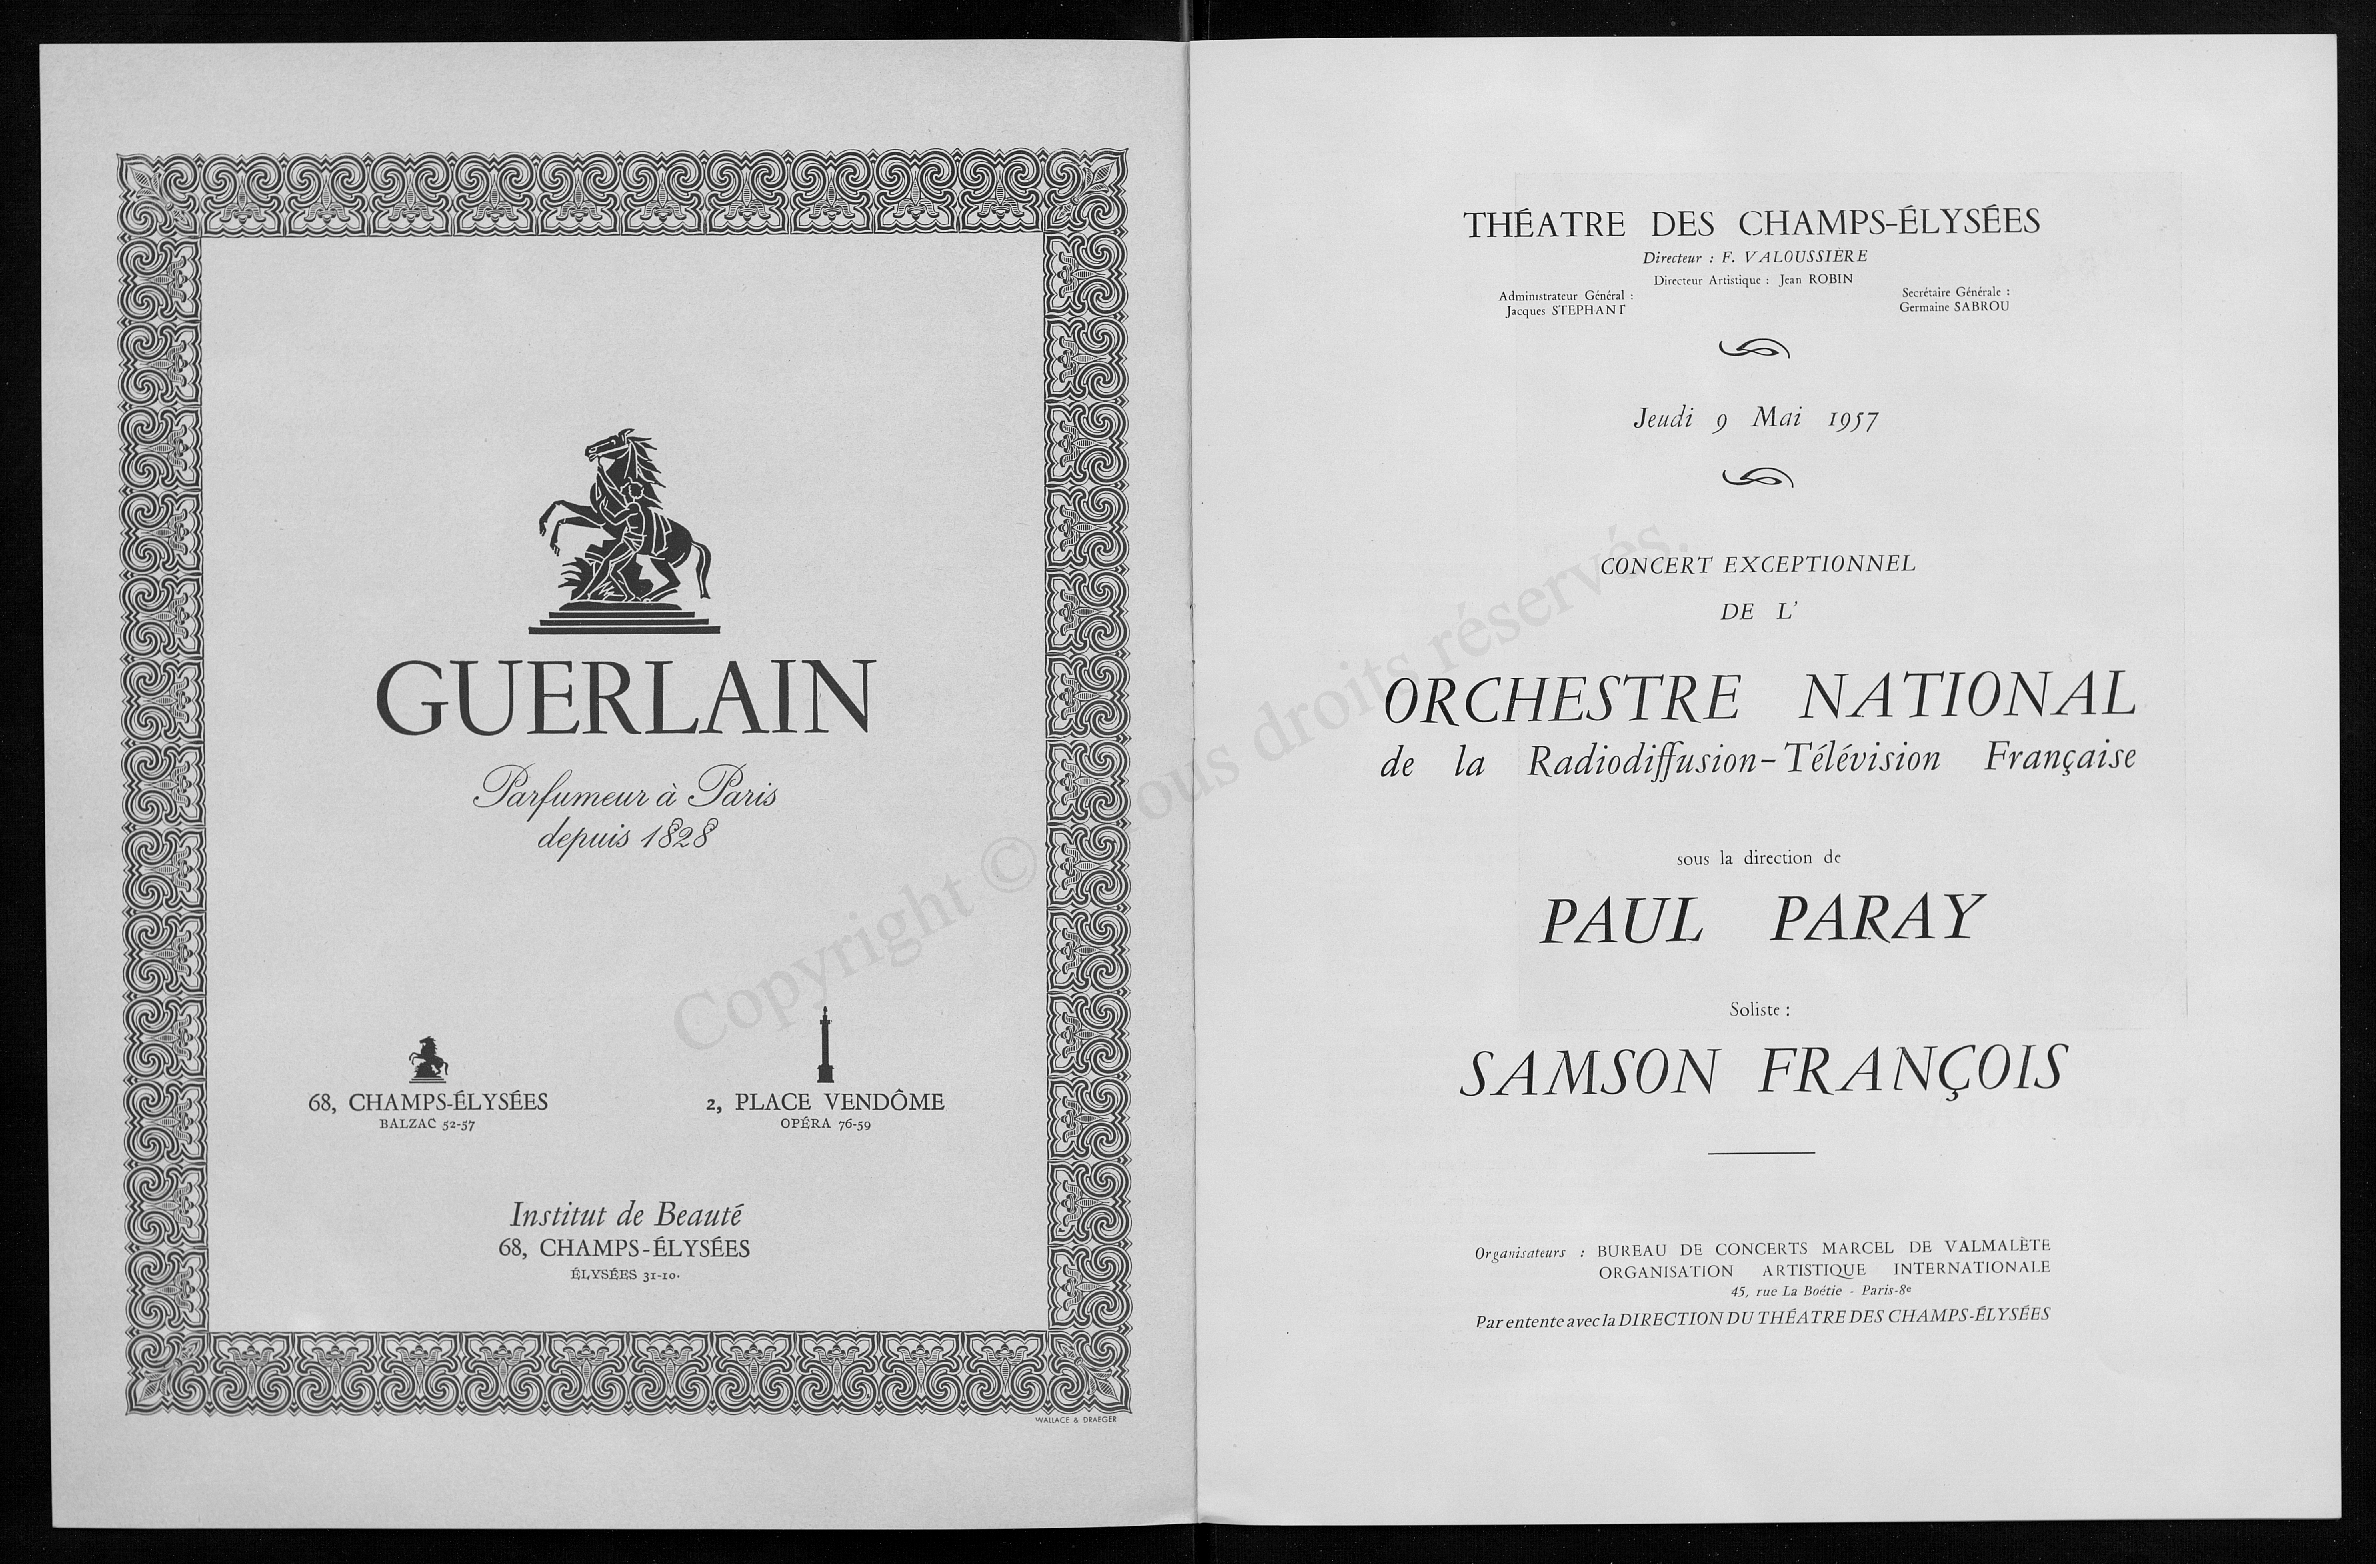 GUERLAIN
Parfumeur à Paris
depuis 1828
68, CHAMPS-ÉLYSÉES
BALZAC 52-57
2, PLACE VENDÔME
OPÉRA 76-59
Institut de Beauté
68, CHAMPS-ÉLYSÉES
ÉLYSÉES 31-10.
WALLACE & DRAEGER
THÉATRE DES CHAMPS-ÉLYSÉES
Directeur : F. VALOUSSIÈRE
Directeur Artistique : Jean ROBIN
Administrateur Général :
Jacques STEPHANT
Secrétaire Générale :
Germaine SABROU
Jeudi 9 Mai 1957
CONCERT EXCEPTIONNEL
DE L'
ORCHESTRE NATIONAL
de la Radiodiffusion-Télévision Française
sous la direction de
PAUL PARAY
Soliste :
SAMSON FRANÇOIS
Organisateurs : BUREAU DE CONCERTS MARCEL DE VALMALÈTE
ORGANISATION ARTISTIQUE INTERNATIONALE
45, rue La Boétie - Paris-8e
Par entente avec la DIRECTION DU THÉATRE DES CHAMPS-ÉLYSÉES
Copyright © Tous droits réservés.